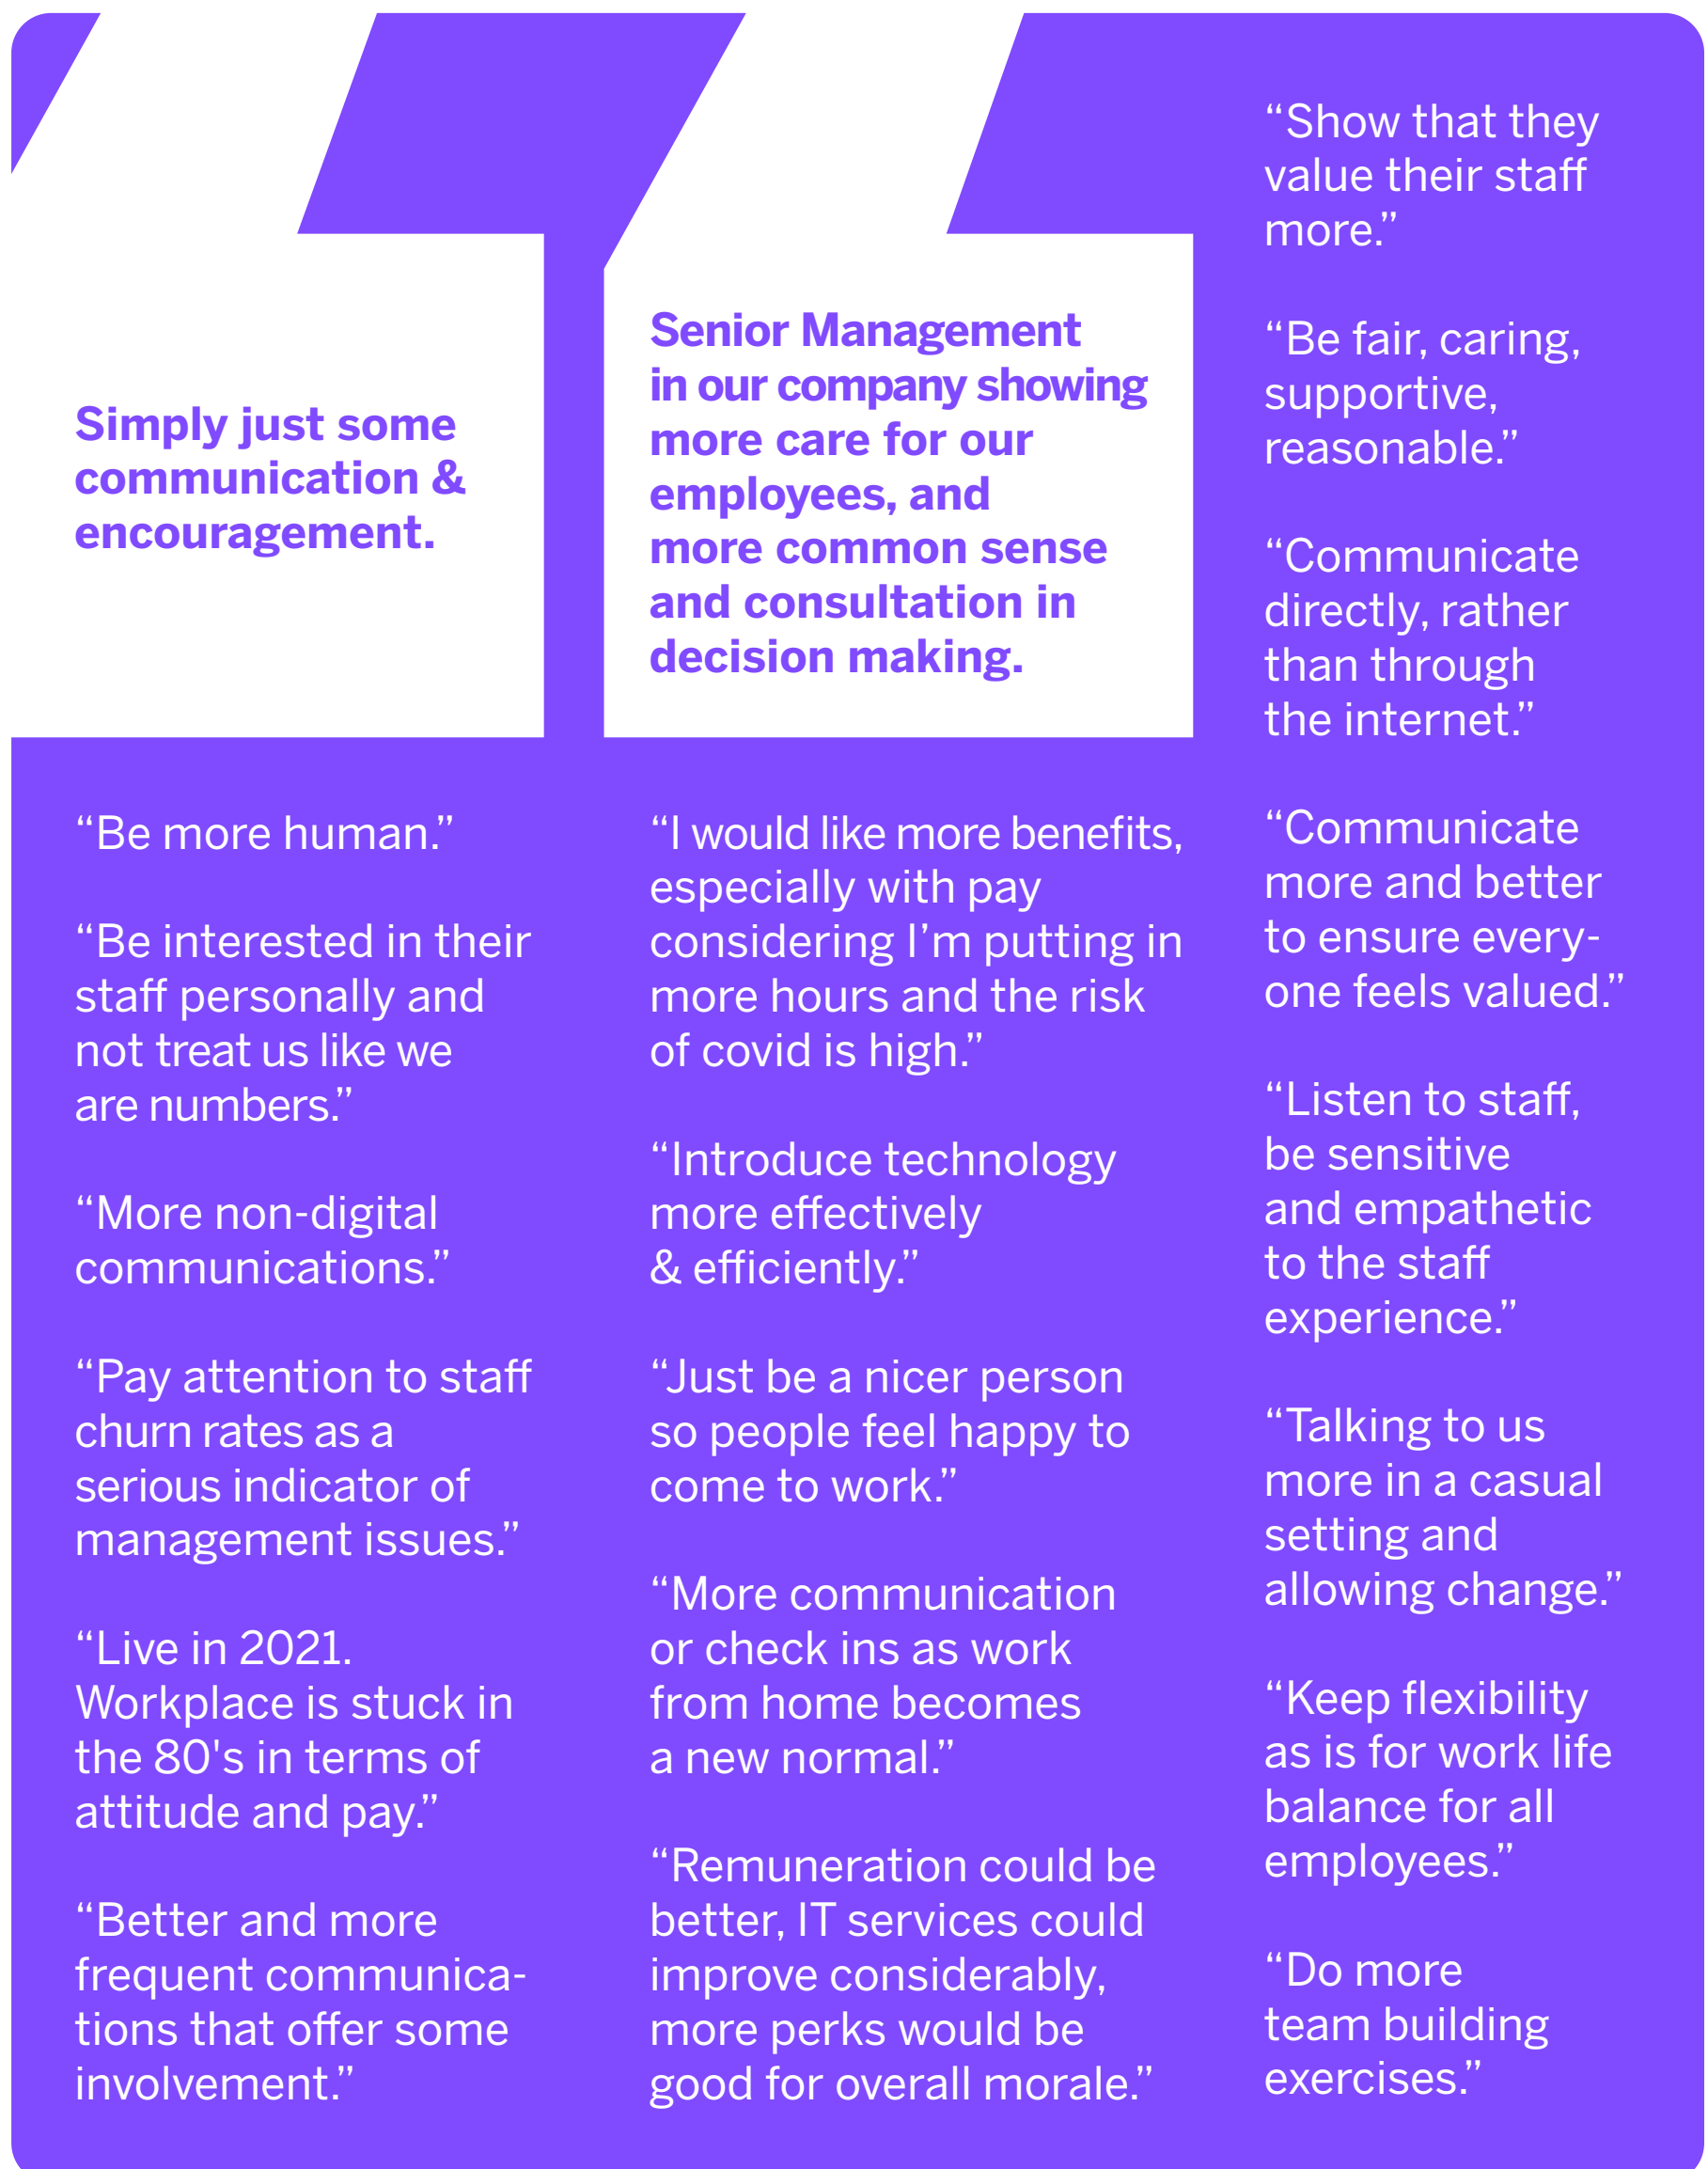 Simply just some
communication &
encouragement.
“Be more human.”
“Be interested in their
staff personally and
not treat us like we
are numbers.”
“More non-digital
communications.”
“Pay attention to staff
churn rates as a
serious indicator of
management issues.”
“Live in 2021.
Workplace is stuck in
the 80's in terms of
attitude and pay.”
“Better and more
frequent communica-
tions that offer some
involvement.”
Senior Management
in our company showing
more care for our
employees, and
more common sense
and consultation in
decision making.
“I would like more benefits,
especially with pay
considering I’m putting in
more hours and the risk
of covid is high.”
“Introduce technology
more effectively
& efficiently.”
“Just be a nicer person
so people feel happy to
come to work.”
“More communication
or check ins as work
from home becomes
a new normal.”
“Remuneration could be
better, IT services could
improve considerably,
more perks would be
good for overall morale.”
“Show that they
value their staff
more.”
“Be fair, caring,
supportive,
reasonable.”
“Communicate
directly, rather
than through
the internet.”
“Communicate
more and better
to ensure every-
one feels valued.”
“Listen to staff,
be sensitive
and empathetic
to the staff
experience.”
“Talking to us
more in a casual
setting and
allowing change.”
“Keep flexibility
as is for work life
balance for all
employees.”
“Do more
team building
exercises.”